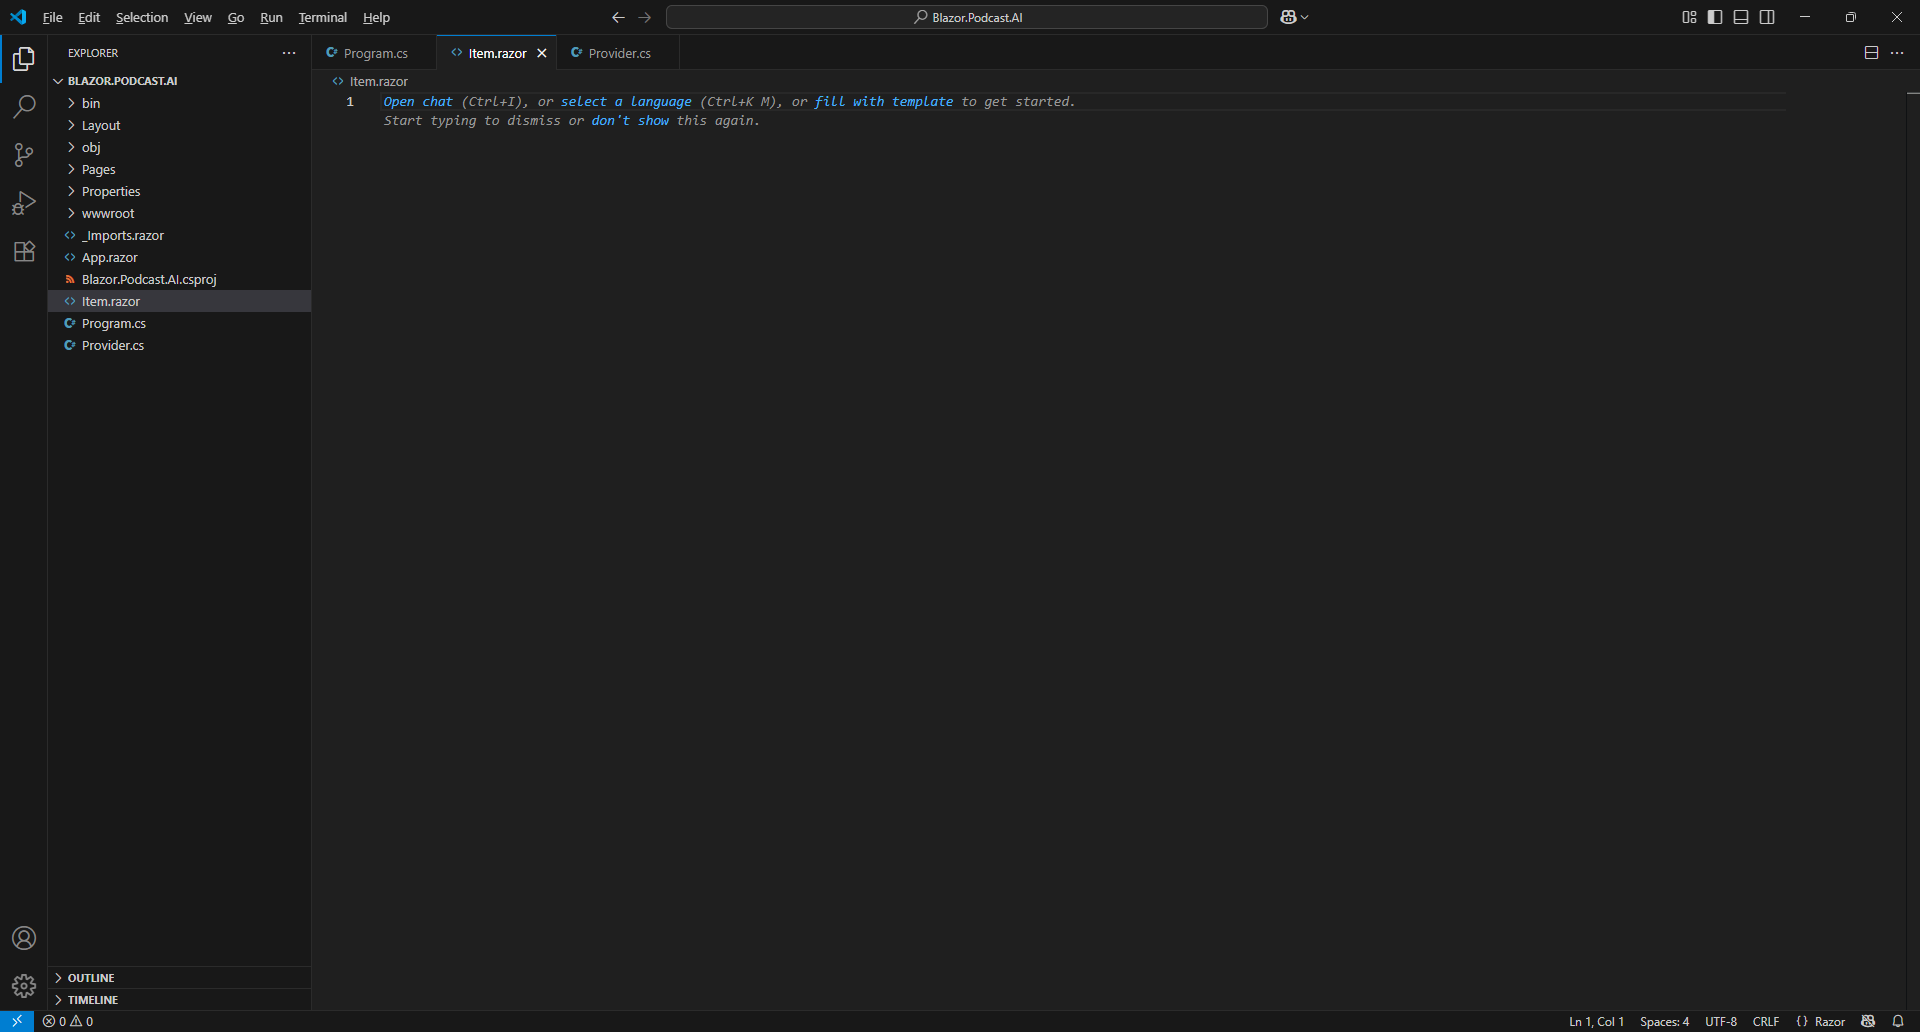 File Edit Selection View Go Run Terminal Help
Blazor.Podcast.AI
EXPLORER
BLAZOR.PODCAST.AI
bin
Layout
obj
Pages
Properties
wwwroot
_Imports.razor
App.razor
Blazor.Podcast.AI.csproj
Item.razor
C# Program.cs
C# Provider.cs
OUTLINE
TIMELINE
C# Program.cs Item.razor C# Provider.cs
Item.razor
1 Open chat (Ctrl+I), or select a language (Ctrl+K M), or fill with template to get started.
Start typing to dismiss or don't show this again.
0 0 Ln 1, Col 1 Spaces: 4 UTF-8 CRLF {} Razor